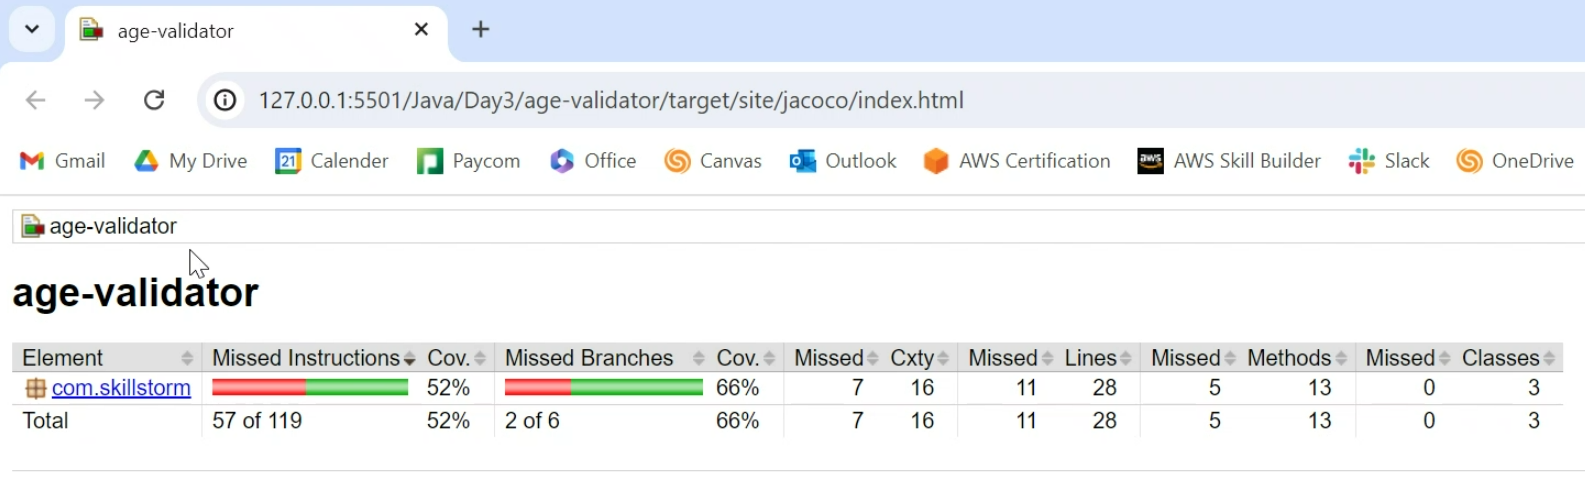 age-validator
127.0.0.1:5501/Java/Day3/age-validator/target/site/jacoco/index.html
Gmail My Drive 21 Calender Paycom Office Canvas Outlook AWS Certification aws AWS Skill Builder Slack OneDrive
age-validator
age-validator
Element Missed Instructions Cov. Missed Branches Cov. Missed Cxty Missed Lines Missed Methods Missed Classes
com.skillstorm 52% 66% 7 16 11 28 5 13 0 3
Total 57 of 119 52% 2 of 6 66% 7 16 11 28 5 13 0 3